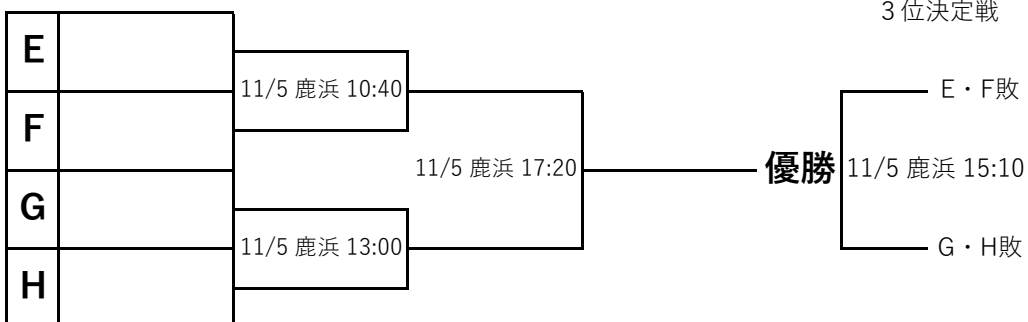 ３位決定戦
E
11/5 鹿浜 10:40
E・F敗
F
11/5 鹿浜 17:20
優勝
11/5 鹿浜 15:10
G
11/5 鹿浜 13:00
G・H敗
H